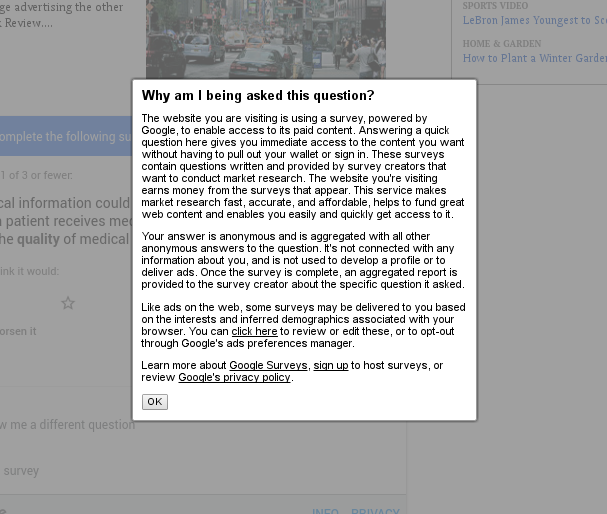 ge advertising the other
Review....
SPORTS VIDEO
LeBron James Youngest to Sc
HOME & GARDEN
How to Plant a Winter Garde
Why am I being asked this question?
The website you are visiting is using a survey, powered by
Google, to enable access to its paid content. Answering a quick
question here gives you immediate access to the content you want
without having to pull out your wallet or sign in. These surveys
contain questions written and provided by survey creators that
want to conduct market research. The website you're visiting
earns money from the surveys that appear. This service makes
market research fast, accurate, and affordable, helps to fund great
web content and enables you easily and quickly get access to it.
Your answer is anonymous and is aggregated with all other
anonymous answers to the question. It's not connected with any
information about you, and is not used to develop a profile or to
deliver ads. Once the survey is complete, an aggregated report is
provided to the survey creator about the specific question it asked.
Like ads on the web, some surveys may be delivered to you based
on the interests and inferred demographics associated with your
browser. You can click here to review or edit these, or to opt-out
through Google's ads preferences manager.
Learn more about Google Surveys, sign up to host surveys, or
review Google's privacy policy.
OK
omplete the following su
1 of 3 or fewer:
cal information could
patient receives me
he quality of medical
ink it would:
orsen it
w me a different question
survey
INFO PRIVACY